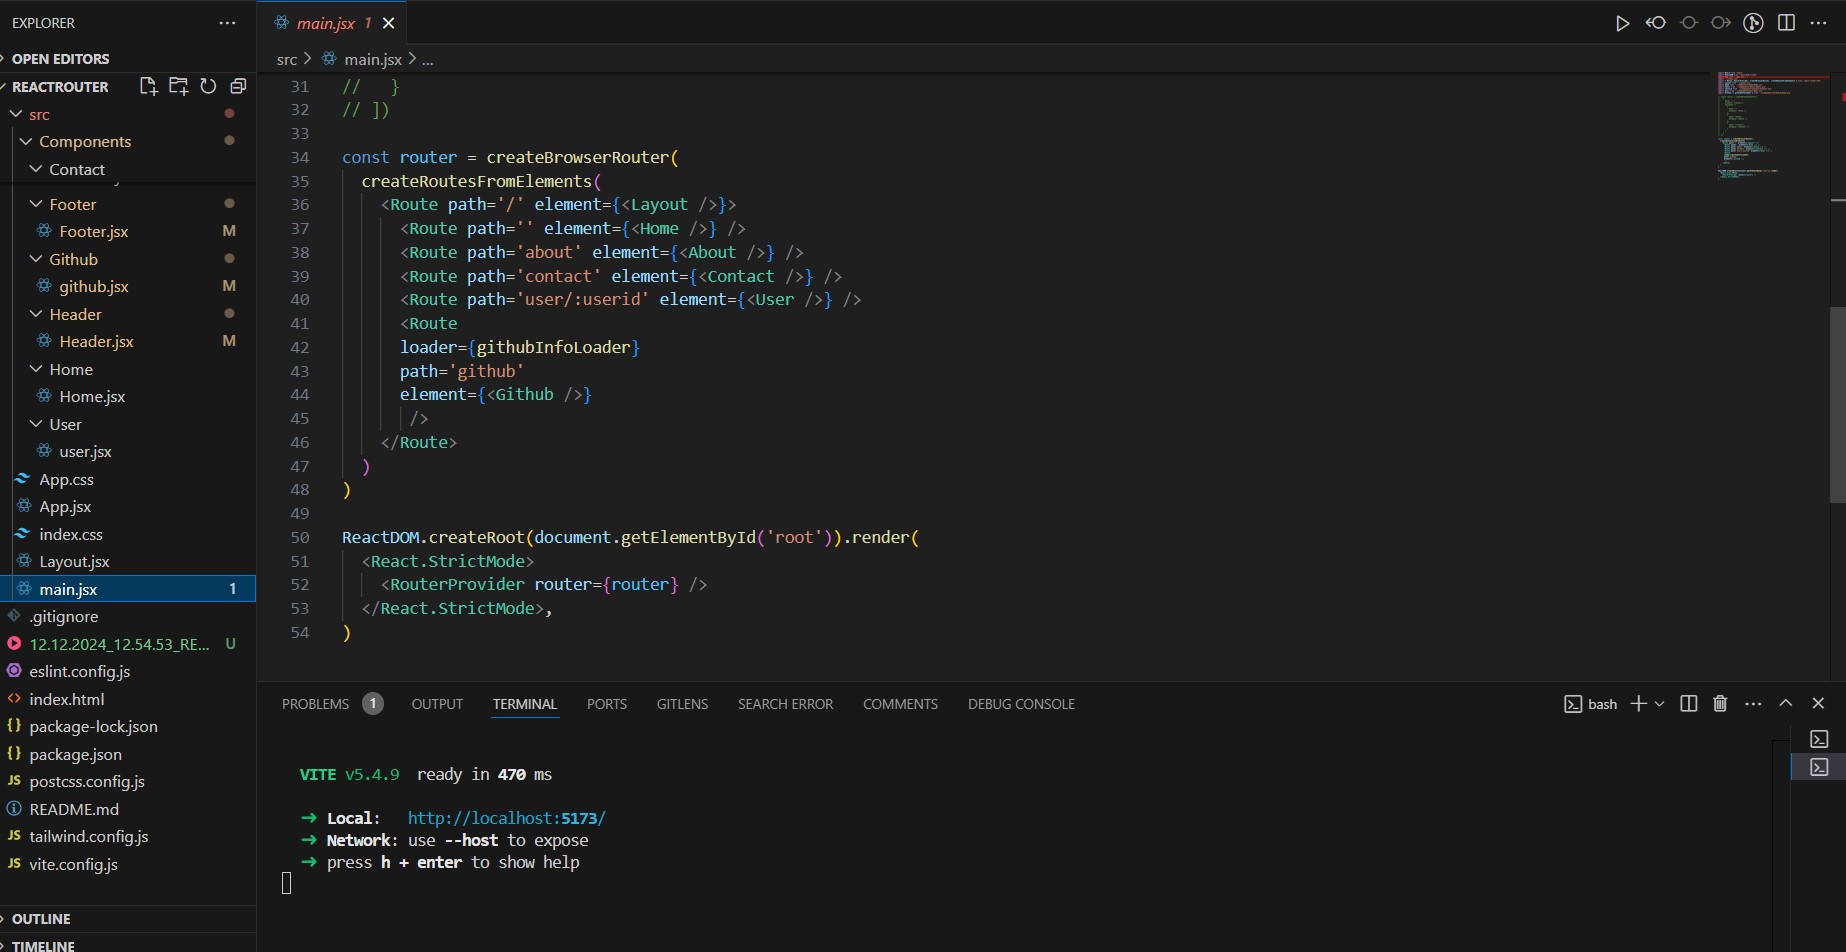 EXPLORER
OPEN EDITORS
REACTROUTER
src
Components
Contact
Footer
Footer.jsx M
Github
github.jsx M
Header
Header.jsx M
Home
Home.jsx
User
user.jsx
App.css
App.jsx
index.css
Layout.jsx
main.jsx 1
.gitignore
12.12.2024_12.54.53_RE... U
eslint.config.js
index.html
package-lock.json
package.json
postcss.config.js
README.md
tailwind.config.js
vite.config.js
OUTLINE
TIMELINE
main.jsx 1
src > main.jsx > ...
31 //   }
32 // ])
33
34 const router = createBrowserRouter(
35   createRoutesFromElements(
36     <Route path='/' element={<Layout />}>
37       <Route path='' element={<Home />} />
38       <Route path='about' element={<About />} />
39       <Route path='contact' element={<Contact />} />
40       <Route path='user/:userid' element={<User />} />
41       <Route
42       loader={githubInfoLoader}
43       path='github'
44       element={<Github />}
45        />
46     </Route>
47   )
48 )
49
50 ReactDOM.createRoot(document.getElementById('root')).render(
51   <React.StrictMode>
52     <RouterProvider router={router} />
53   </React.StrictMode>,
54 )
PROBLEMS 1 OUTPUT TERMINAL PORTS GITLENS SEARCH ERROR COMMENTS DEBUG CONSOLE
bash
VITE v5.4.9  ready in 470 ms
➜ Local:   http://localhost:5173/
➜ Network: use --host to expose
➜ press h + enter to show help